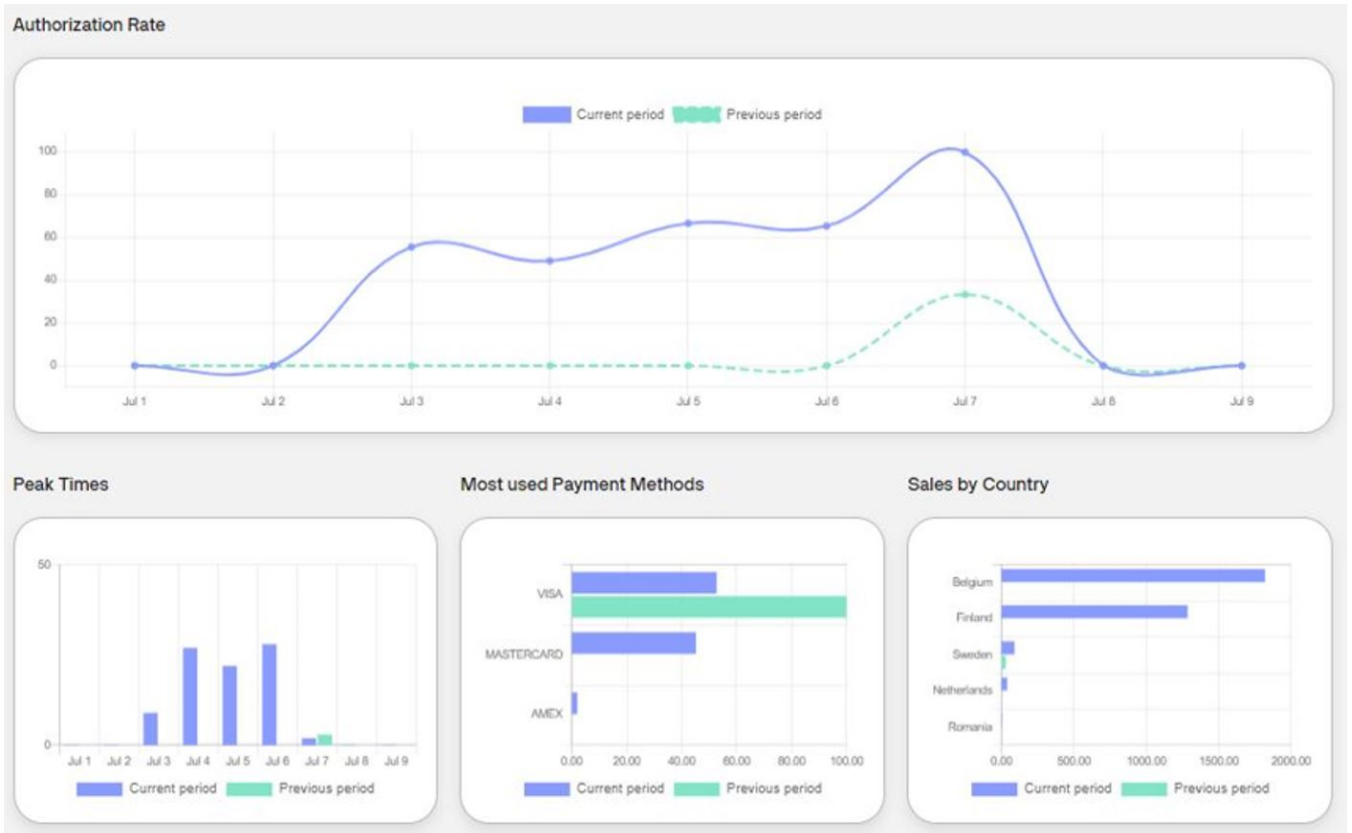 Authorization Rate
Current period Previous period
100
80
60
40
20
0
Jul 1 Jul 2 Jul 3 Jul 4 Jul 5 Jul 6 Jul 7 Jul 8 Jul 9
Peak Times
50
0
Jul 1 Jul 2 Jul 3 Jul 4 Jul 5 Jul 6 Jul 7 Jul 8 Jul 9
Current period Previous period
Most used Payment Methods
VISA
MASTERCARD
AMEX
0.00 20.00 40.00 60.00 80.00 100.00
Current period Previous period
Sales by Country
Belgium
Finland
Sweden
Netherlands
Romania
0.00 500.00 1000.00 1500.00 2000.00
Current period Previous period